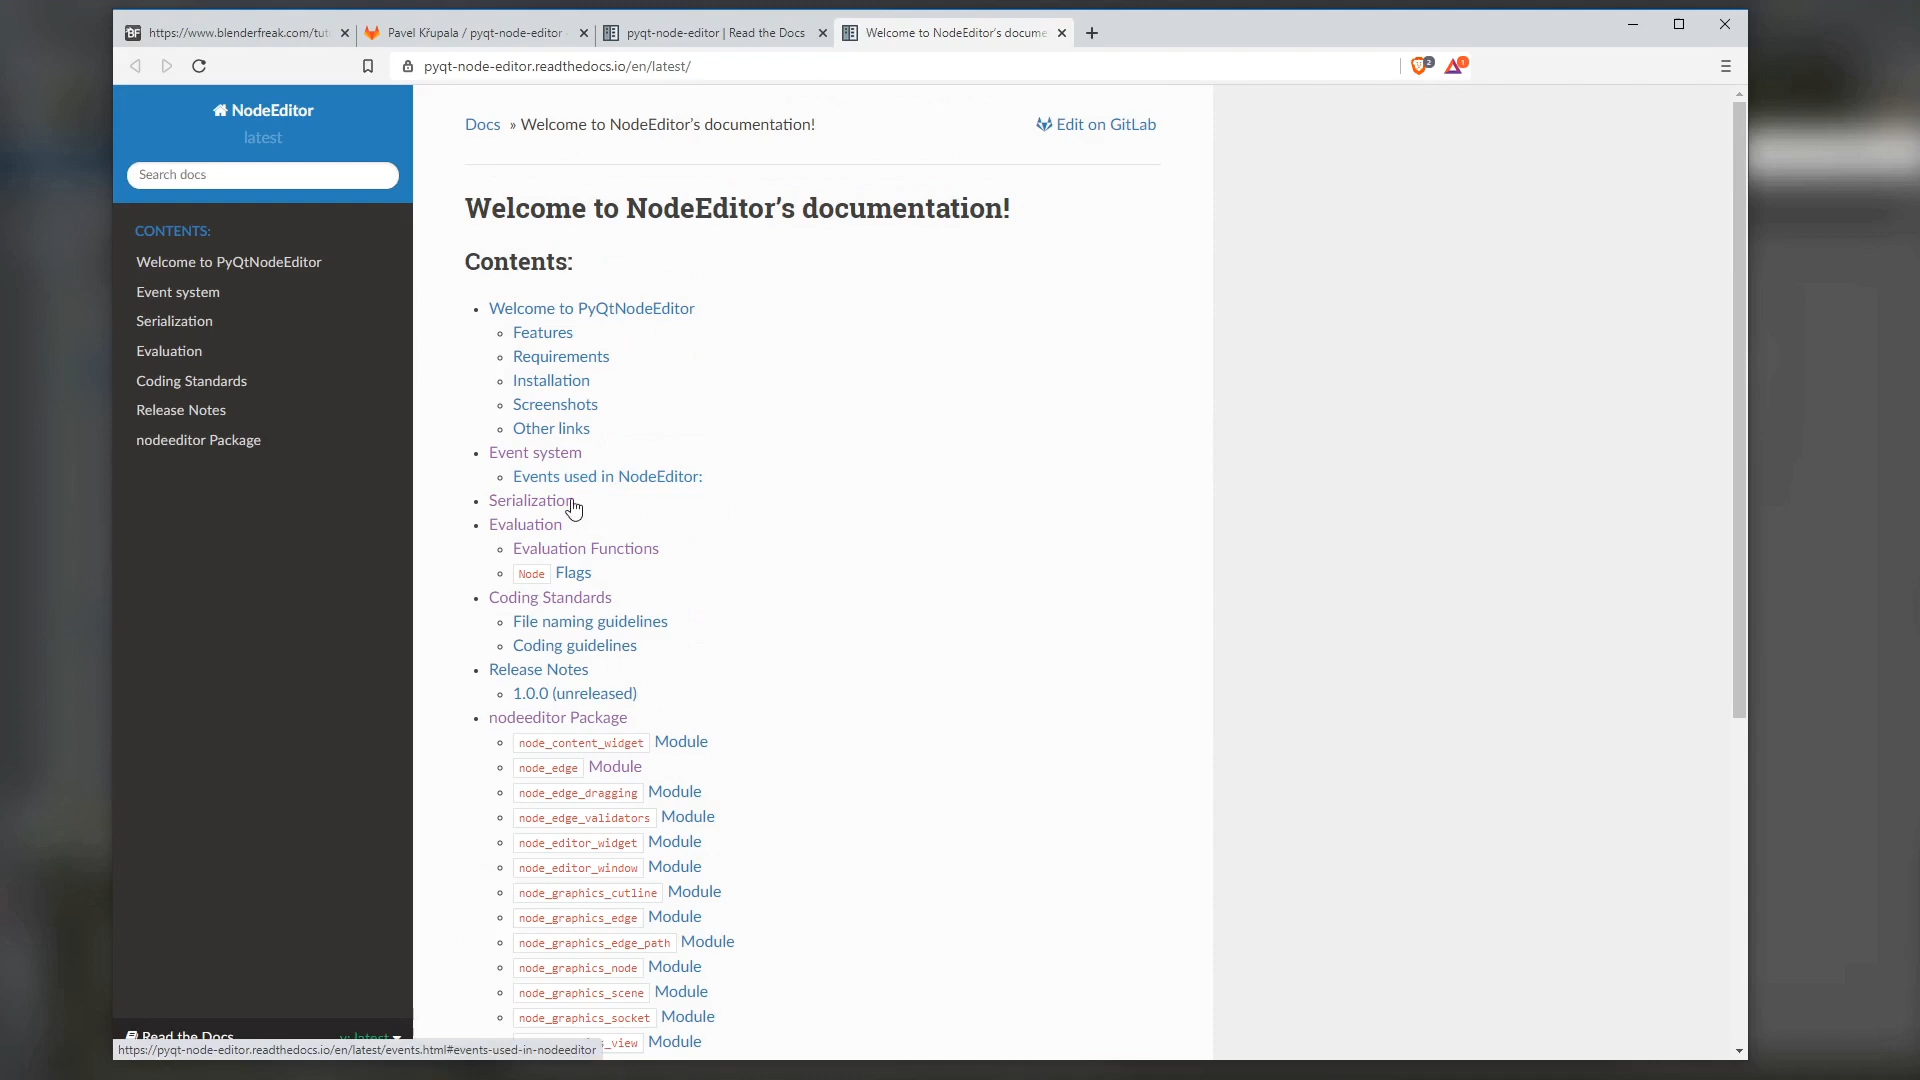 https://www.blenderfreak.com/tut
Pavel Křupala / pyqt-node-editor
pyqt-node-editor | Read the Docs
Welcome to NodeEditor's docume
pyqt-node-editor.readthedocs.io/en/latest/
2
1
NodeEditor
latest
Search docs
CONTENTS:
Welcome to PyQtNodeEditor
Event system
Serialization
Evaluation
Coding Standards
Release Notes
nodeeditor Package
Docs » Welcome to NodeEditor's documentation!
Edit on GitLab
Welcome to NodeEditor's documentation!
Contents:
Welcome to PyQtNodeEditor
Features
Requirements
Installation
Screenshots
Other links
Event system
Events used in NodeEditor:
Serialization
Evaluation
Evaluation Functions
Node Flags
Coding Standards
File naming guidelines
Coding guidelines
Release Notes
1.0.0 (unreleased)
nodeeditor Package
node_content_widget Module
node_edge Module
node_edge_dragging Module
node_edge_validators Module
node_editor_widget Module
node_editor_window Module
node_graphics_cutline Module
node_graphics_edge Module
node_graphics_edge_path Module
node_graphics_node Module
node_graphics_scene Module
node_graphics_socket Module
s_view Module
Read the Docs
v: latest
https://pyqt-node-editor.readthedocs.io/en/latest/events.html#events-used-in-nodeeditor